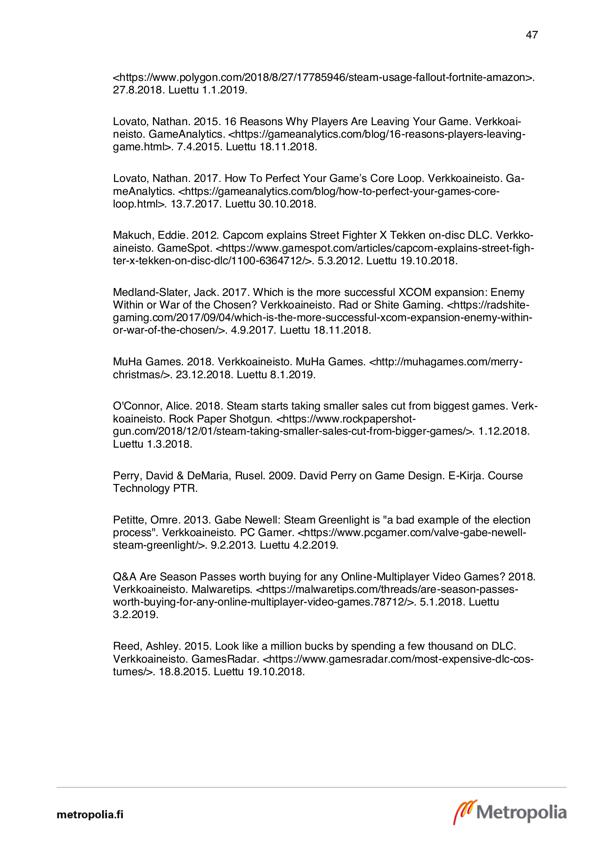 47
<https://www.polygon.com/2018/8/27/17785946/steam-usage-fallout-fortnite-amazon>.
27.8.2018. Luettu 1.1.2019.
Lovato, Nathan. 2015. 16 Reasons Why Players Are Leaving Your Game. Verkkoai-
neisto. GameAnalytics. <https://gameanalytics.com/blog/16-reasons-players-leaving-
game.html>. 7.4.2015. Luettu 18.11.2018.
Lovato, Nathan. 2017. How To Perfect Your Game's Core Loop. Verkkoaineisto. Ga-
meAnalytics. <https://gameanalytics.com/blog/how-to-perfect-your-games-core-
loop.html>. 13.7.2017. Luettu 30.10.2018.
Makuch, Eddie. 2012. Capcom explains Street Fighter X Tekken on-disc DLC. Verkko-
aineisto. GameSpot. <https://www.gamespot.com/articles/capcom-explains-street-figh-
ter-x-tekken-on-disc-dlc/1100-6364712/>. 5.3.2012. Luettu 19.10.2018.
Medland-Slater, Jack. 2017. Which is the more successful XCOM expansion: Enemy
Within or War of the Chosen? Verkkoaineisto. Rad or Shite Gaming. <https://radshite-
gaming.com/2017/09/04/which-is-the-more-successful-xcom-expansion-enemy-within-
or-war-of-the-chosen/>. 4.9.2017. Luettu 18.11.2018.
MuHa Games. 2018. Verkkoaineisto. MuHa Games. <http://muhagames.com/merry-
christmas/>. 23.12.2018. Luettu 8.1.2019.
O'Connor, Alice. 2018. Steam starts taking smaller sales cut from biggest games. Verk-
koaineisto. Rock Paper Shotgun. <https://www.rockpapershot-
gun.com/2018/12/01/steam-taking-smaller-sales-cut-from-bigger-games/>. 1.12.2018.
Luettu 1.3.2018.
Perry, David & DeMaria, Rusel. 2009. David Perry on Game Design. E-Kirja. Course
Technology PTR.
Petitte, Omre. 2013. Gabe Newell: Steam Greenlight is "a bad example of the election
process". Verkkoaineisto. PC Gamer. <https://www.pcgamer.com/valve-gabe-newell-
steam-greenlight/>. 9.2.2013. Luettu 4.2.2019.
Q&A Are Season Passes worth buying for any Online-Multiplayer Video Games? 2018.
Verkkoaineisto. Malwaretips. <https://malwaretips.com/threads/are-season-passes-
worth-buying-for-any-online-multiplayer-video-games.78712/>. 5.1.2018. Luettu
3.2.2019.
Reed, Ashley. 2015. Look like a million bucks by spending a few thousand on DLC.
Verkkoaineisto. GamesRadar. <https://www.gamesradar.com/most-expensive-dlc-cos-
tumes/>. 18.8.2015. Luettu 19.10.2018.
metropolia.fi
Metropolia